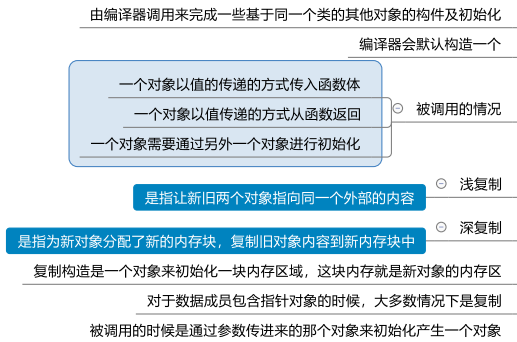 由编译器调用来完成一些基于同一个类的其他对象的构件及初始化
编译器会默认构造一个
一个对象以值的传递的方式传入函数体
一个对象以值传递的方式从函数返回
一个对象需要通过另外一个对象进行初始化
被调用的情况
浅复制
是指让新旧两个对象指向同一个外部的内容
深复制
是指为新对象分配了新的内存块，复制旧对象内容到新内存块中
复制构造是一个对象来初始化一块内存区域，这块内存就是新对象的内存区
对于数据成员包含指针对象的时候，大多数情况下是复制
被调用的时候是通过参数传进来的那个对象来初始化产生一个对象